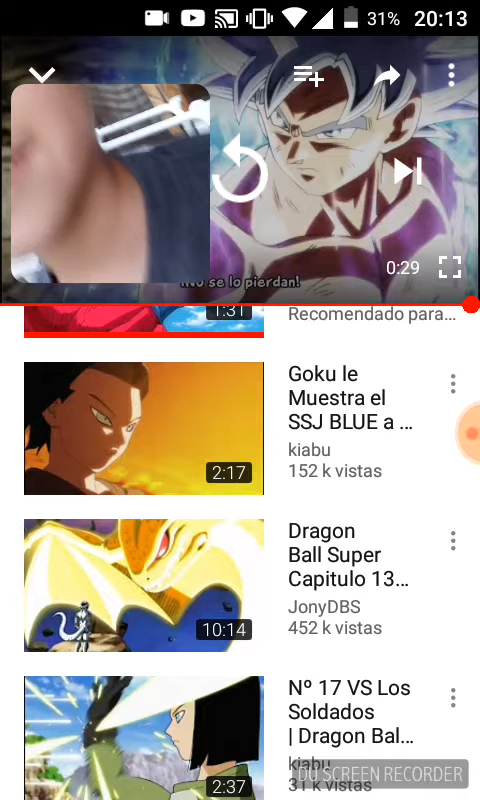 31% 20:13
0:29
¡No se lo pierdan!
1:31
Recomendado para...
Goku le
Muestra el
SSJ BLUE a ...
kiabu
152 k vistas
2:17
Dragon
Ball Super
Capitulo 13...
JonyDBS
452 k vistas
10:14
Nº 17 VS Los
Soldados
| Dragon Bal...
kiabu
31 k vistas
2:37
DU SCREEN RECORDER